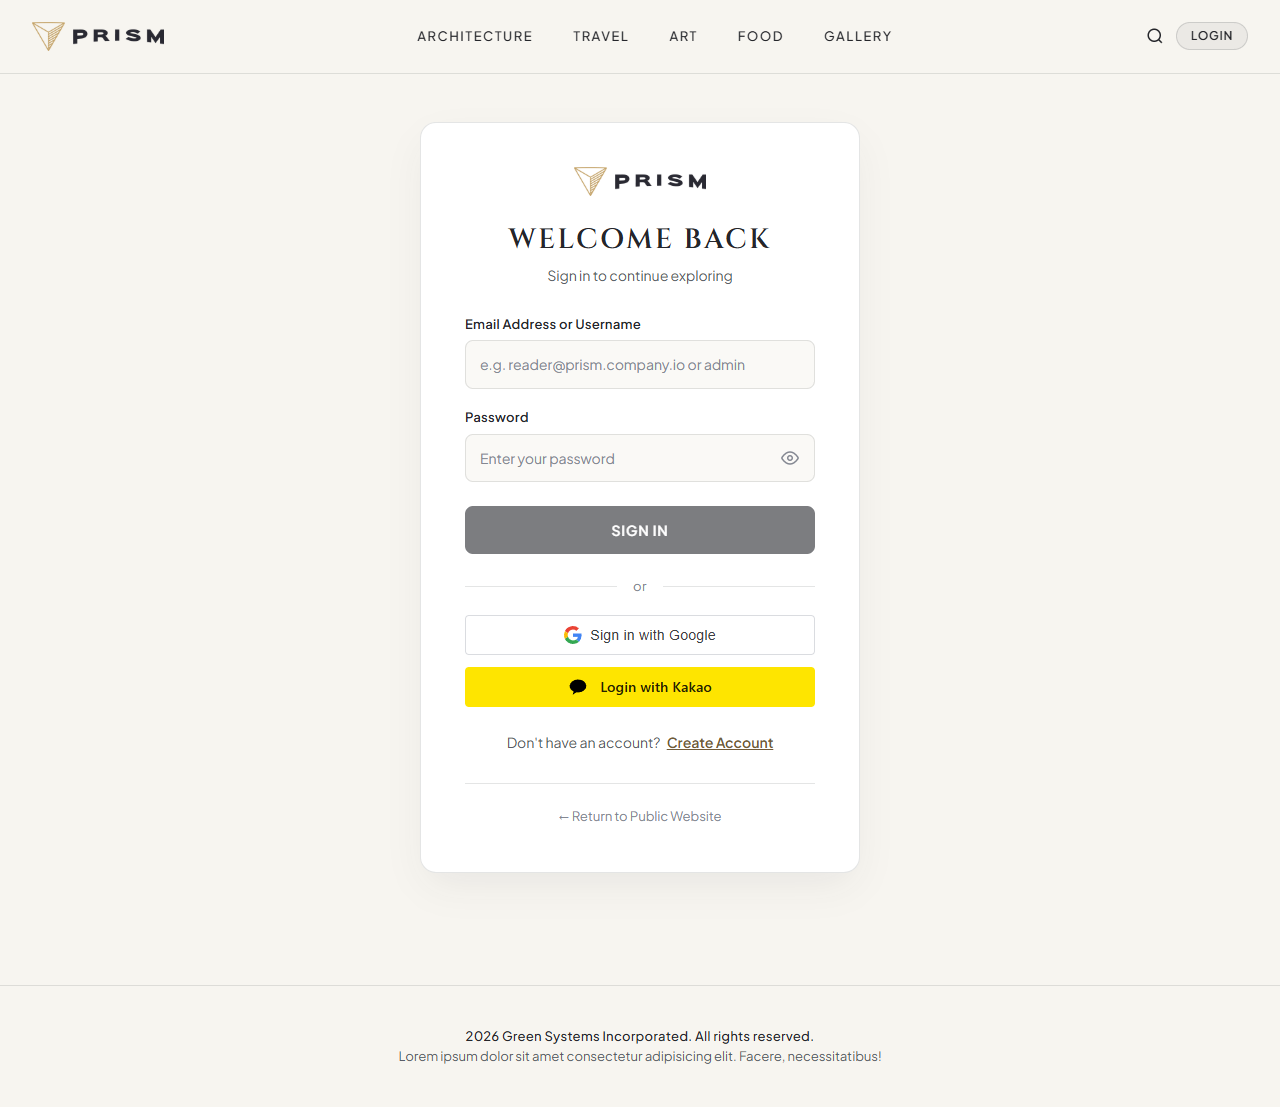 PRISM
ARCHITECTURE TRAVEL ART FOOD GALLERY
LOGIN
PRISM
WELCOME BACK
Sign in to continue exploring
Email Address or Username
e.g. reader@prism.company.io or admin
Password
Enter your password
SIGN IN
or
Sign in with Google
Login with Kakao
Don't have an account? Create Account
← Return to Public Website
2026 Green Systems Incorporated. All rights reserved.
Lorem ipsum dolor sit amet consectetur adipisicing elit. Facere, necessitatibus!